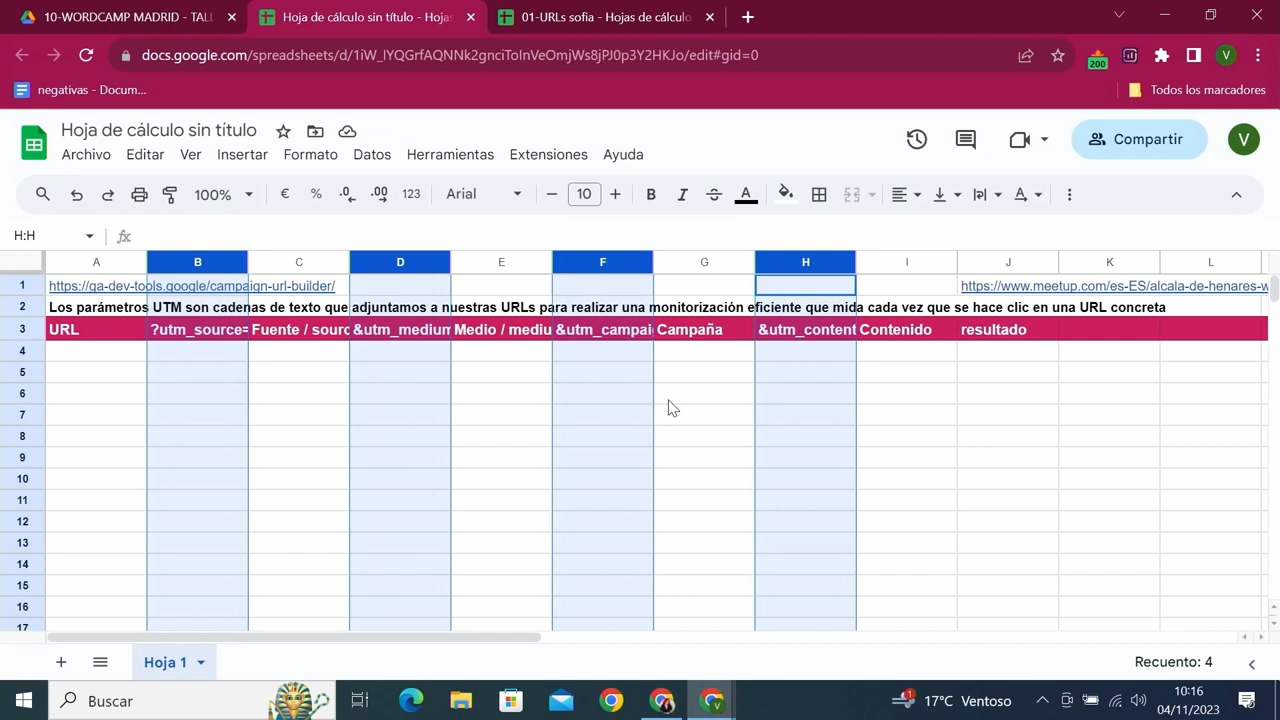 10-WORDCAMP MADRID - TALL
Hoja de cálculo sin título - Hojas
01-URLs sofia - Hojas de cálculo
docs.google.com/spreadsheets/d/1iW_IYQGrfAQNNk2gnciToInVeOmjWs8jPJ0p3Y2HKJo/edit#gid=0
200
V
negativas - Docum...
Todos los marcadores
Hoja de cálculo sin título
Compartir
V
Archivo Editar Ver Insertar Formato Datos Herramientas Extensiones Ayuda
100% € % .0 .00 123 Arial 10 B I S A A
H:H fx
A B C D E F G H I J K L
1 https://ga-dev-tools.google/campaign-url-builder/ https://www.meetup.com/es-ES/alcala-de-henares-w
2 Los parámetros UTM son cadenas de texto que adjuntamos a nuestras URLs para realizar una monitorización eficiente que mida cada vez que se hace clic en una URL concreta
3 URL ?utm_source= Fuente / sourc &utm_medium Medio / mediu &utm_campai Campaña &utm_content Contenido resultado
4
5
6
7
8
9
10
11
12
13
14
15
16
17
Hoja 1
Recuento: 4
Buscar
1
17°C Ventoso
10:16
04/11/2023